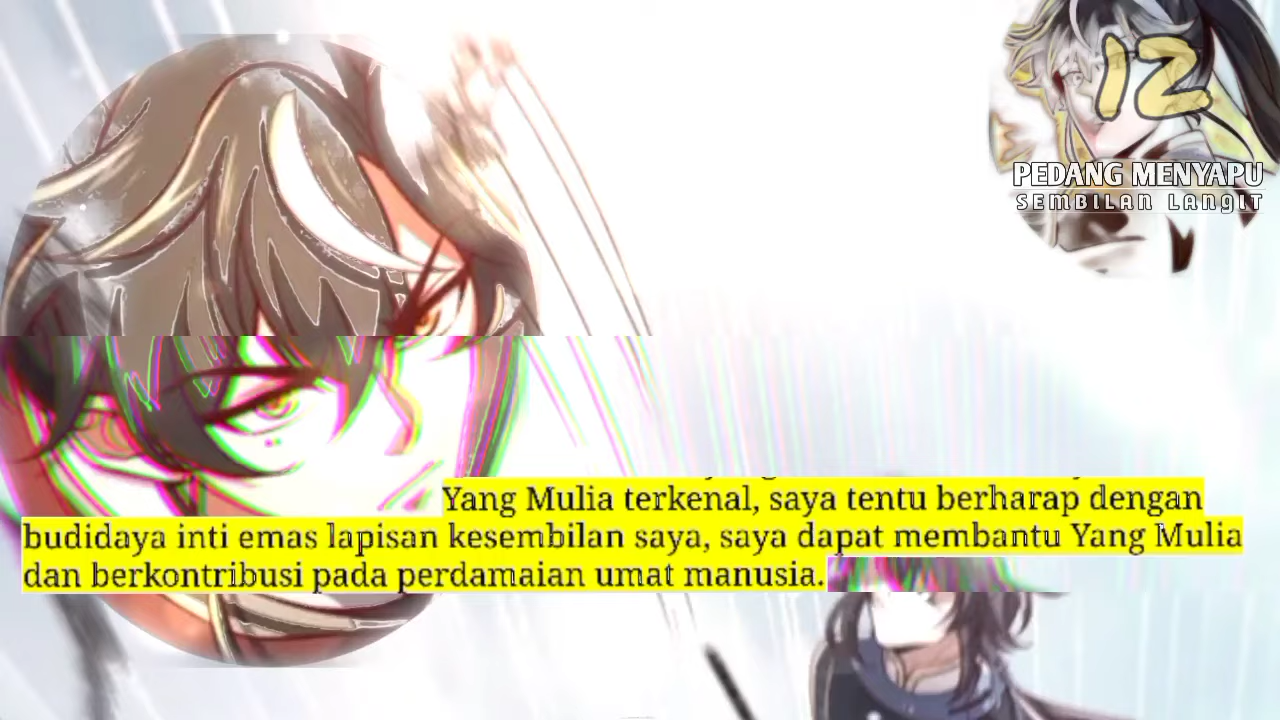 12
PEDANG MENYAPU
SEMBILAN LANGIT
Yang Mulia terkenal, saya tentu berharap dengan
budidaya inti emas lapisan kesembilan saya, saya dapat membantu Yang Mulia
dan berkontribusi pada perdamaian umat manusia.